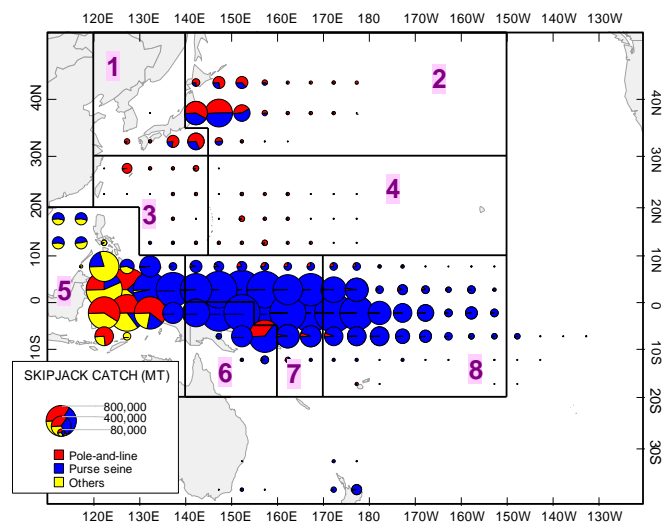 120E 130E 140E 150E 160E 170E 180 170W 160W 150W 140W 130W
1
2
40N
40N
30N
30N
4
20N
3
20N
10N
10N
5
0
0
10S
10S
6 7 8
20S
30S
SKIPJACK CATCH (MT)
800,000
400,000
80,000
Pole-and-line
Purse seine
Others
120E 130E 140E 150E 160E 170E 180 170W 160W 150W 140W 130W